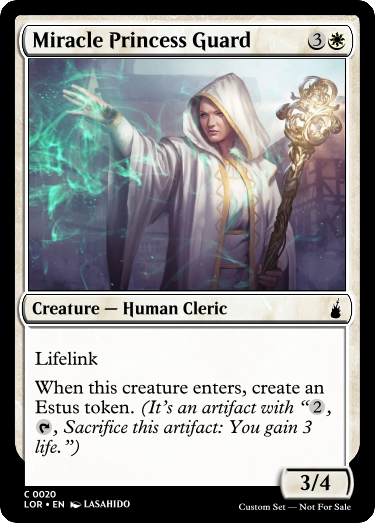 Miracle Princess Guard 3
Creature — Human Cleric
Lifelink
When this creature enters, create an
Estus token. (It's an artifact with “2,
, Sacrifice this artifact: You gain 3
life.”)
3/4
C 0020
LOR • EN LASAHIDO
Custom Set — Not For Sale